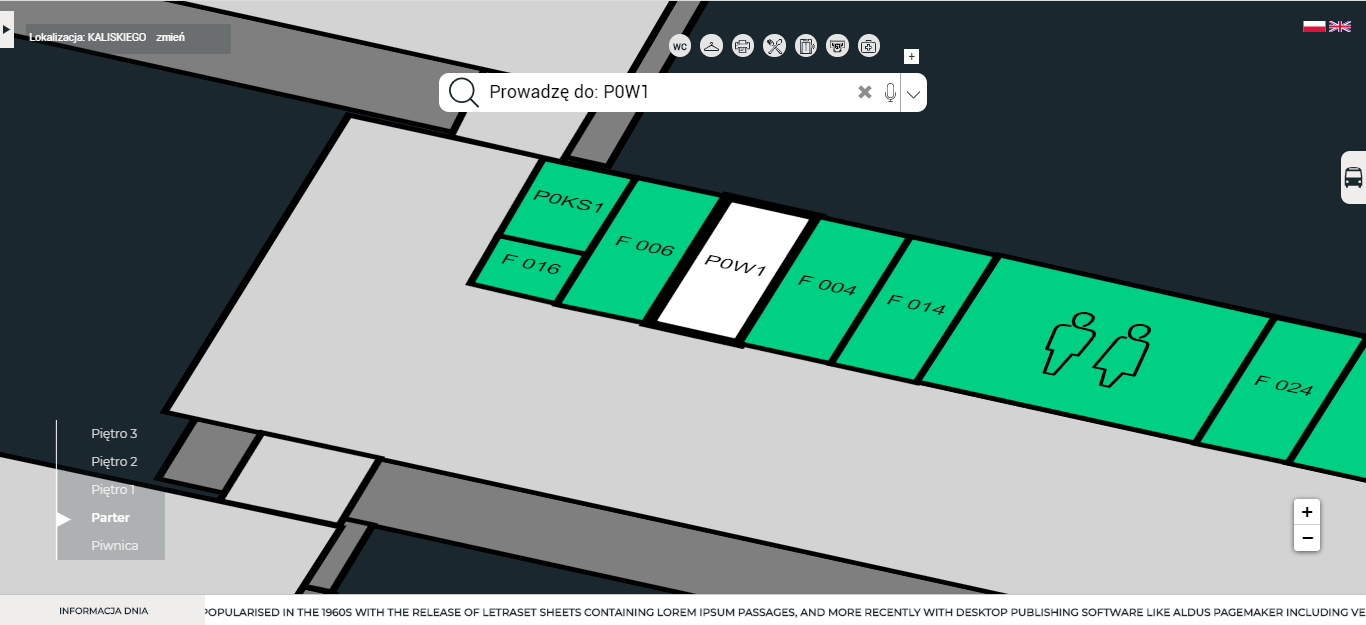 Lokalizacja: KALISKIEGO zmień
WC
+
Prowadzę do: P0W1
P0KS1
F 016
F 006
P0W1
F 004
F 014
F 024
Piętro 3
Piętro 2
Piętro 1
Parter
Piwnica
+
−
INFORMACJA DNIA
POPULARISED IN THE 1960S WITH THE RELEASE OF LETRASET SHEETS CONTAINING LOREM IPSUM PASSAGES, AND MORE RECENTLY WITH DESKTOP PUBLISHING SOFTWARE LIKE ALDUS PAGEMAKER INCLUDING VE